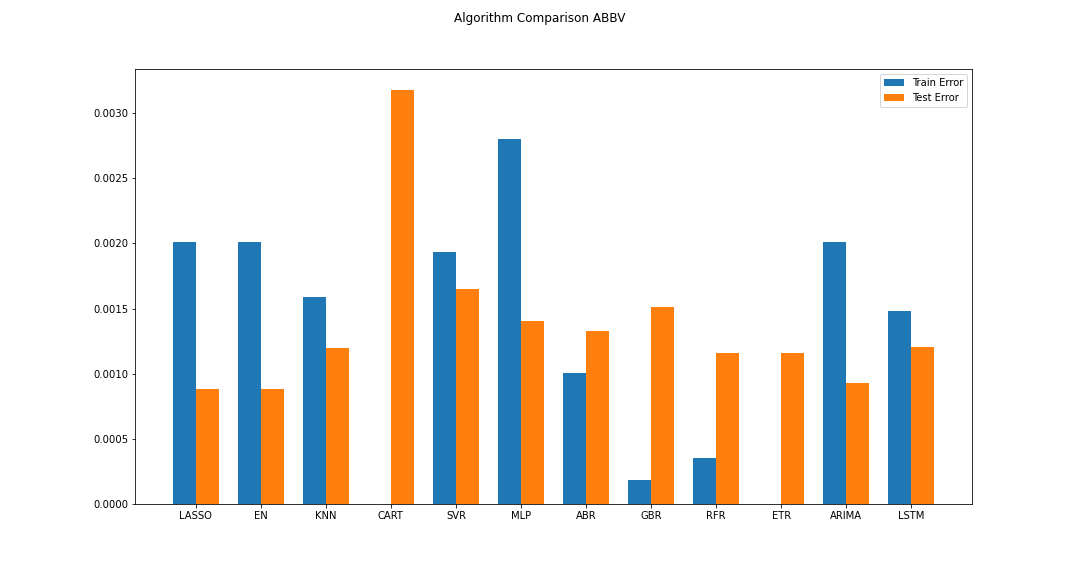 Algorithm Comparison ABBV
Train Error
Test Error
0.0030
0.0025
0.0020
0.0015
0.0010
0.0005
0.0000
LASSO EN KNN CART SVR MLP ABR GBR RFR ETR ARIMA LSTM